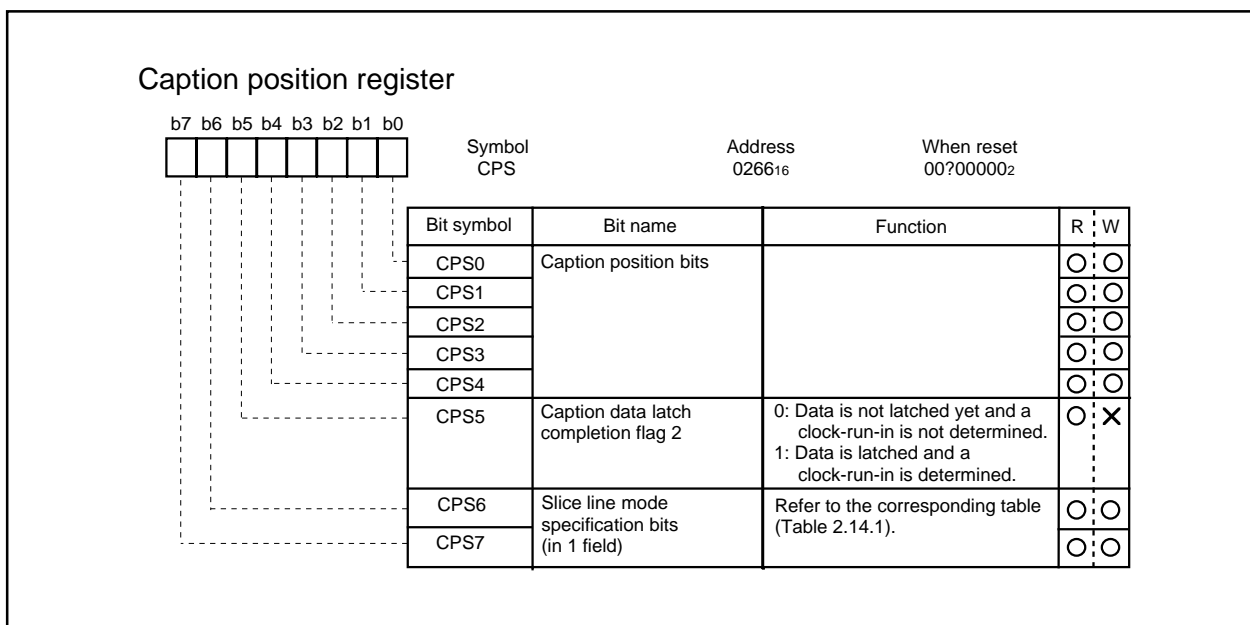 Caption position register
b7 b6 b5 b4 b3 b2 b1 b0
Symbol Address When reset
CPS 026616 00?000002
Bit symbol Bit name Function R W
CPS0 Caption position bits
CPS1
CPS2
CPS3
CPS4
CPS5 Caption data latch completion flag 2 0: Data is not latched yet and a
clock-run-in is not determined.
1: Data is latched and a
clock-run-in is determined.
CPS6 Slice line mode specification bits (in 1 field) Refer to the corresponding table
(Table 2.14.1).
CPS7